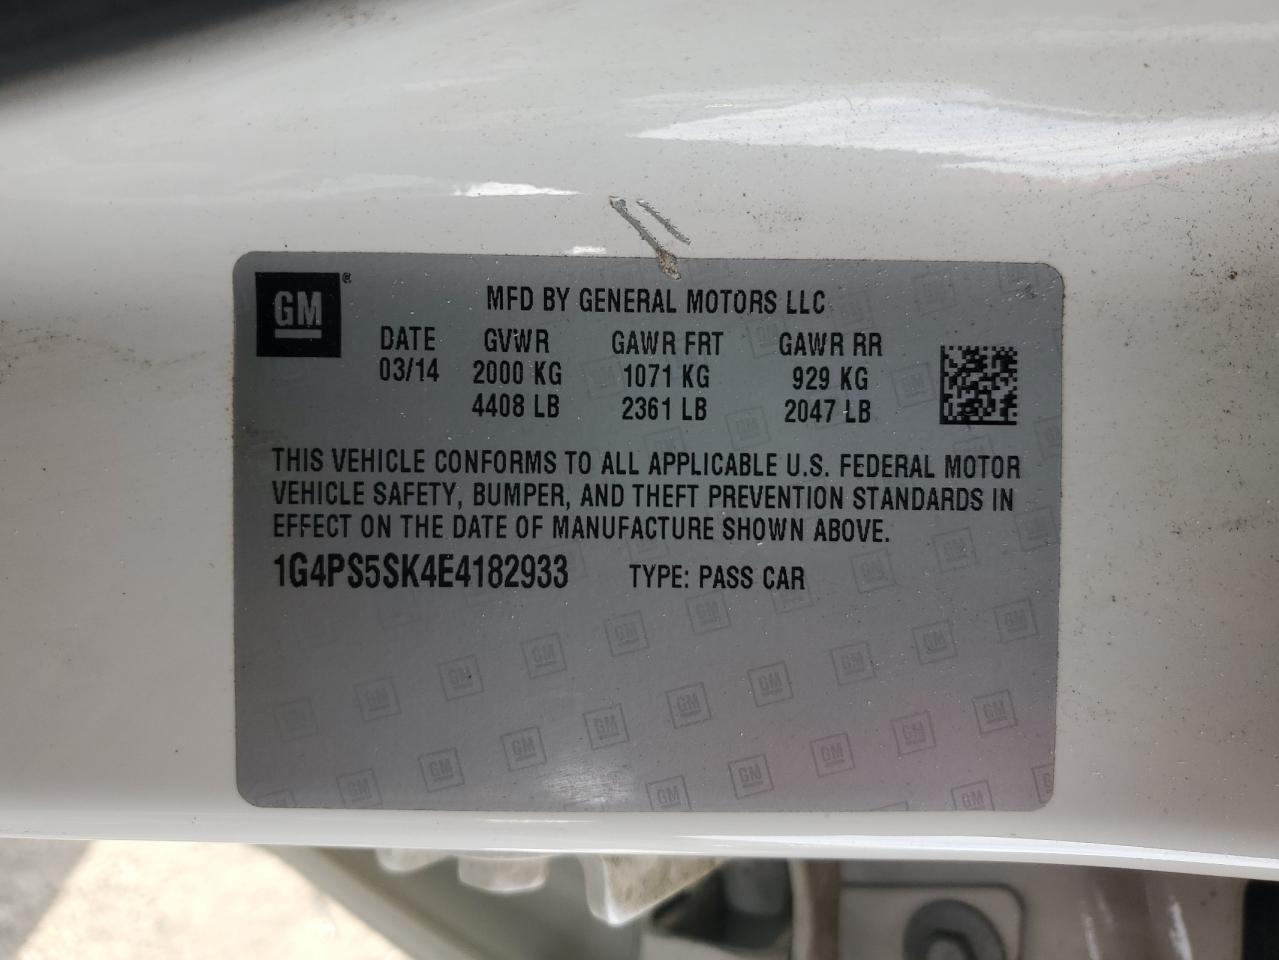 GM®
MFD BY GENERAL MOTORS LLC
DATE GVWR GAWR FRT GAWR RR
03/14 2000 KG 1071 KG 929 KG
4408 LB 2361 LB 2047 LB
THIS VEHICLE CONFORMS TO ALL APPLICABLE U.S. FEDERAL MOTOR
VEHICLE SAFETY, BUMPER, AND THEFT PREVENTION STANDARDS IN
EFFECT ON THE DATE OF MANUFACTURE SHOWN ABOVE.
1G4PS5SK4E4182933 TYPE: PASS CAR